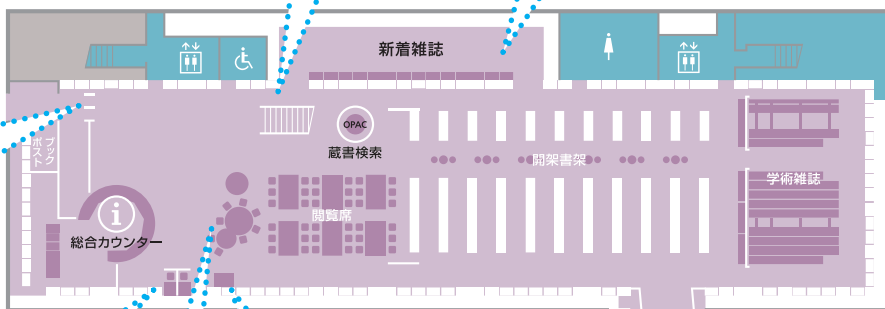 新着雑誌
OPAC
蔵書検索
ブック
ポスト
開架書架
学術雑誌
閲覧席
i
総合カウンター